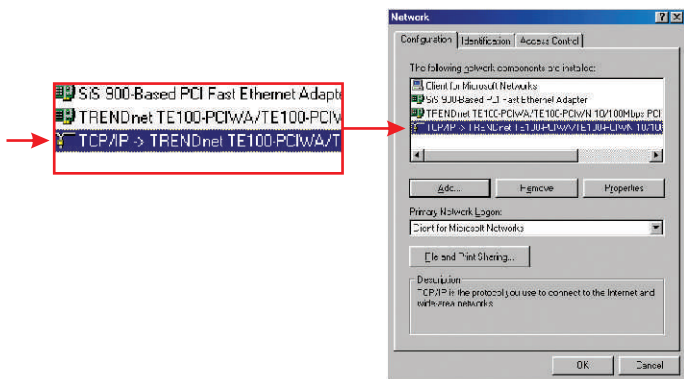 SiS 900-Based PCI Fast Ethernet Adapte
TRENDnet TE100-PCIWA/TE100-PCIW
TCP/IP -> TRENDnet TE100-PCIWA/T
Network
Configuration Identification Access Control
The following network components are installed:
Client for Microsoft Networks
SiS 900-Based PCI Fast Ethernet Adapter
TRENDnet TE100-PCIWA/TE100-PCIWN 10/100Mbps PCI
TCP/IP -> TRENDnet TE100-PCIWA/TE100-PCIWN 10/10
Add... Remove Properties
Primary Network Logon:
Client for Microsoft Networks
File and Print Sharing...
Description
TCP/IP is the protocol you use to connect to the Internet and
wide-area networks
OK Cancel